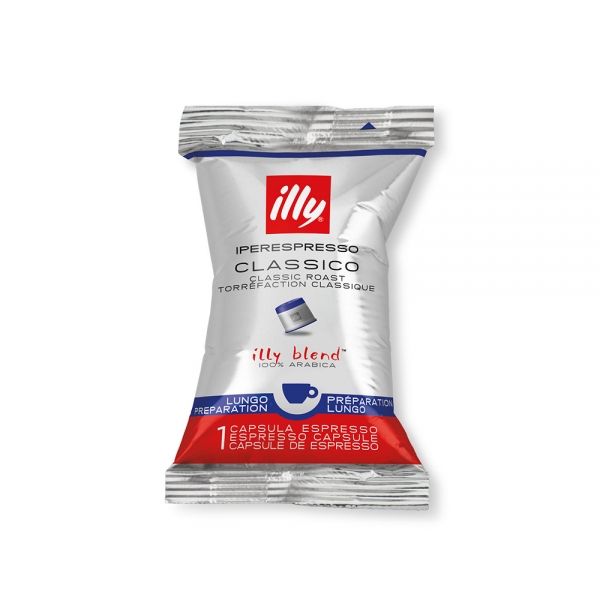 illy®
IPERESPRESSO
CLASSICO
CLASSIC ROAST
TORRÉFACTION CLASSIQUE
illy blend™
100% ARABICA
LUNGO
PREPARATION
PRÉPARATION
LUNGO
1 CAPSULA ESPRESSO
ESPRESSO CAPSULE
CAPSULE DE ESPRESSO